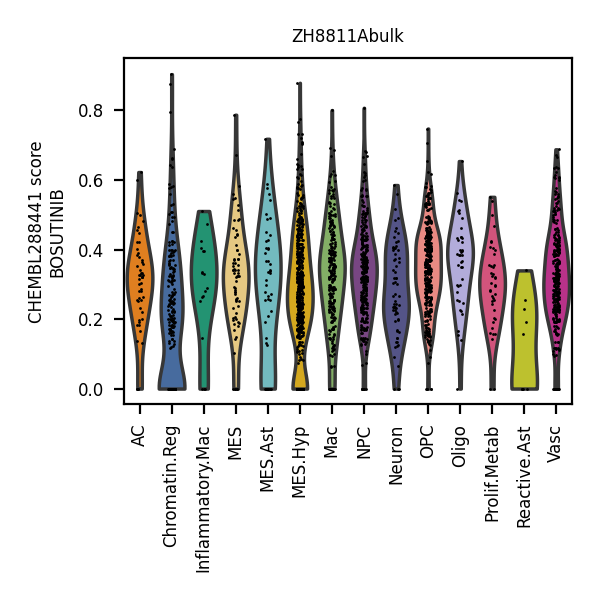 ZH8811Abulk
CHEMBL288441 score
BOSUTINIB
0.8
0.6
0.4
0.2
0.0
AC
Chromatin.Reg
Inflammatory.Mac
MES
MES.Ast
MES.Hyp
Mac
NPC
Neuron
OPC
Oligo
Prolif.Metab
Reactive.Ast
Vasc